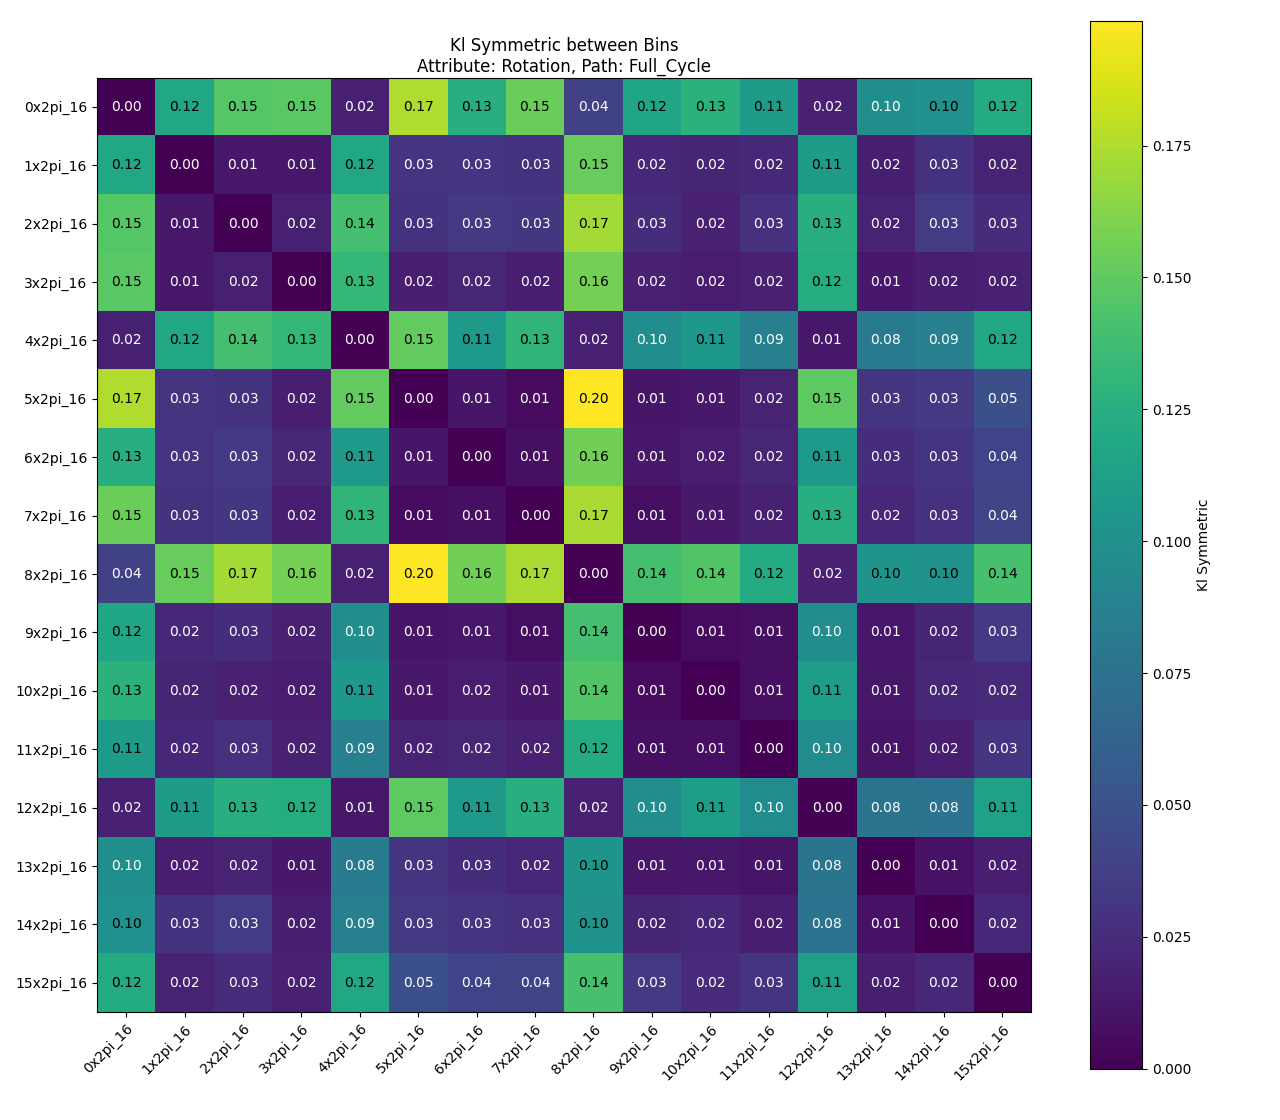 Kl Symmetric between Bins
Attribute: Rotation, Path: Full_Cycle
0x2pi_16 0.00 0.12 0.15 0.15 0.02 0.17 0.13 0.15 0.04 0.12 0.13 0.11 0.02 0.10 0.10 0.12
1x2pi_16 0.12 0.00 0.01 0.01 0.12 0.03 0.03 0.03 0.15 0.02 0.02 0.02 0.11 0.02 0.03 0.02
2x2pi_16 0.15 0.01 0.00 0.02 0.14 0.03 0.03 0.03 0.17 0.03 0.02 0.03 0.13 0.02 0.03 0.03
3x2pi_16 0.15 0.01 0.02 0.00 0.13 0.02 0.02 0.02 0.16 0.02 0.02 0.02 0.12 0.01 0.02 0.02
4x2pi_16 0.02 0.12 0.14 0.13 0.00 0.15 0.11 0.13 0.02 0.10 0.11 0.09 0.01 0.08 0.09 0.12
5x2pi_16 0.17 0.03 0.03 0.02 0.15 0.00 0.01 0.01 0.20 0.01 0.01 0.02 0.15 0.03 0.03 0.05
6x2pi_16 0.13 0.03 0.03 0.02 0.11 0.01 0.00 0.01 0.16 0.01 0.02 0.02 0.11 0.03 0.03 0.04
7x2pi_16 0.15 0.03 0.03 0.02 0.13 0.01 0.01 0.00 0.17 0.01 0.01 0.02 0.13 0.02 0.03 0.04
8x2pi_16 0.04 0.15 0.17 0.16 0.02 0.20 0.16 0.17 0.00 0.14 0.14 0.12 0.02 0.10 0.10 0.14
9x2pi_16 0.12 0.02 0.03 0.02 0.10 0.01 0.01 0.01 0.14 0.00 0.01 0.01 0.10 0.01 0.02 0.03
10x2pi_16 0.13 0.02 0.02 0.02 0.11 0.01 0.02 0.01 0.14 0.01 0.00 0.01 0.11 0.01 0.02 0.02
11x2pi_16 0.11 0.02 0.03 0.02 0.09 0.02 0.02 0.02 0.12 0.01 0.01 0.00 0.10 0.01 0.02 0.03
12x2pi_16 0.02 0.11 0.13 0.12 0.01 0.15 0.11 0.13 0.02 0.10 0.11 0.10 0.00 0.08 0.08 0.11
13x2pi_16 0.10 0.02 0.02 0.01 0.08 0.03 0.03 0.02 0.10 0.01 0.01 0.01 0.08 0.00 0.01 0.02
14x2pi_16 0.10 0.03 0.03 0.02 0.09 0.03 0.03 0.03 0.10 0.02 0.02 0.02 0.08 0.01 0.00 0.02
15x2pi_16 0.12 0.02 0.03 0.02 0.12 0.05 0.04 0.04 0.14 0.03 0.02 0.03 0.11 0.02 0.02 0.00
0x2pi_16 1x2pi_16 2x2pi_16 3x2pi_16 4x2pi_16 5x2pi_16 6x2pi_16 7x2pi_16 8x2pi_16 9x2pi_16 10x2pi_16 11x2pi_16 12x2pi_16 13x2pi_16 14x2pi_16 15x2pi_16
0.175
0.150
0.125
0.100
0.075
0.050
0.025
0.000
Kl Symmetric